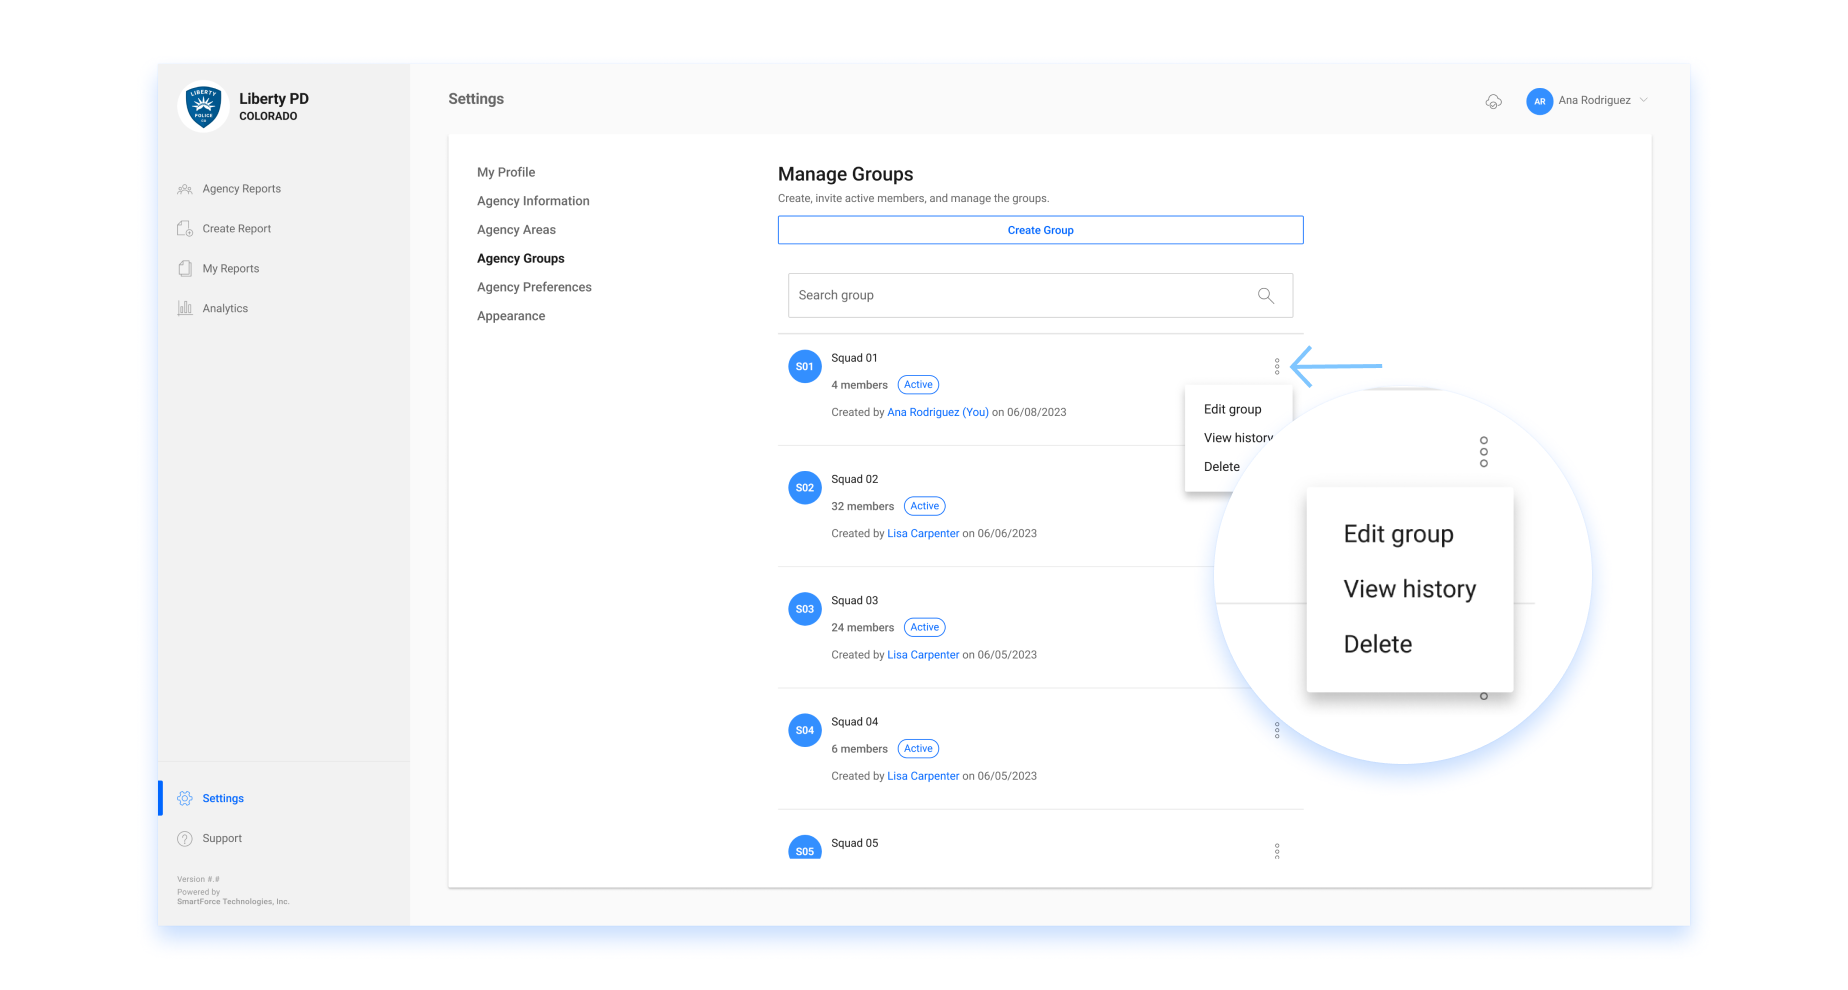 LIBERTY
POLICE
CO
Liberty PD
COLORADO
Agency Reports
Create Report
My Reports
Analytics
Settings
Support
Version #.#
Powered by
SmartForce Technologies, Inc.
Settings
AR
Ana Rodriguez
My Profile
Agency Information
Agency Areas
Agency Groups
Agency Preferences
Appearance
Manage Groups
Create, invite active members, and manage the groups.
Create Group
Search group
S01
Squad 01
4 members Active
Created by Ana Rodriguez (You) on 06/08/2023
Edit group
View history
Delete
S02
Squad 02
32 members Active
Created by Lisa Carpenter on 06/06/2023
S03
Squad 03
24 members Active
Created by Lisa Carpenter on 06/05/2023
S04
Squad 04
6 members Active
Created by Lisa Carpenter on 06/05/2023
S05
Squad 05
Edit group
View history
Delete